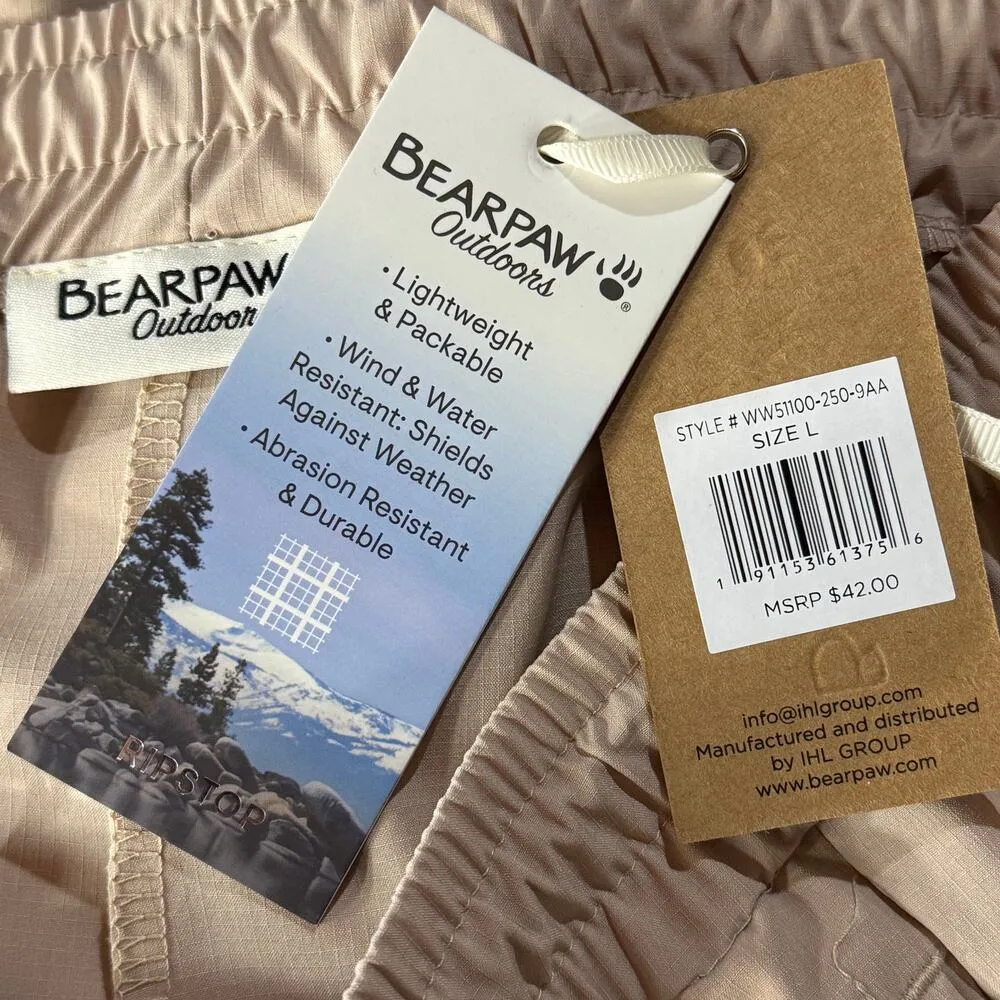 BEARPAW
Outdoor
BEARPAW
Outdoors
®
• Lightweight
& Packable
• Wind & Water
Resistant: Shields
Against Weather
• Abrasion Resistant
& Durable
RIPSTOP
STYLE # WW51100-250-9AA
SIZE L
1 91153 61375 6
MSRP $42.00
info@ihlgroup.com
Manufactured and distributed
by IHL GROUP
www.bearpaw.com